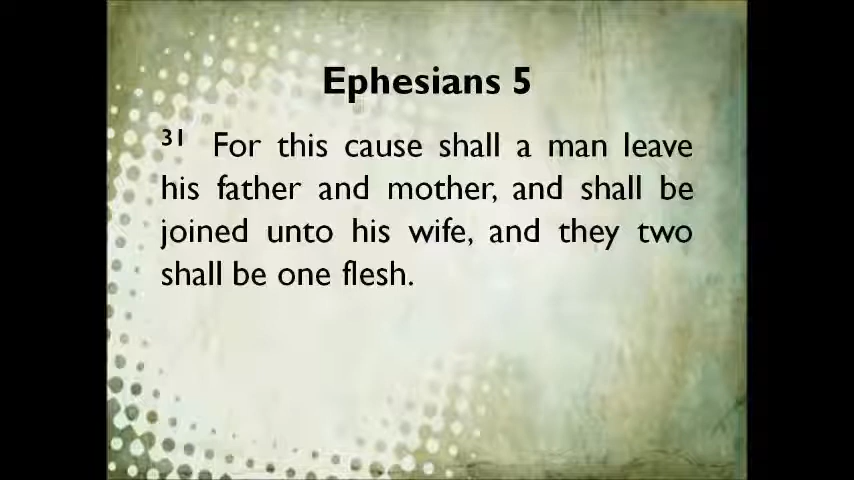 Ephesians 5
31 For this cause shall a man leave
his father and mother, and shall be
joined unto his wife, and they two
shall be one flesh.